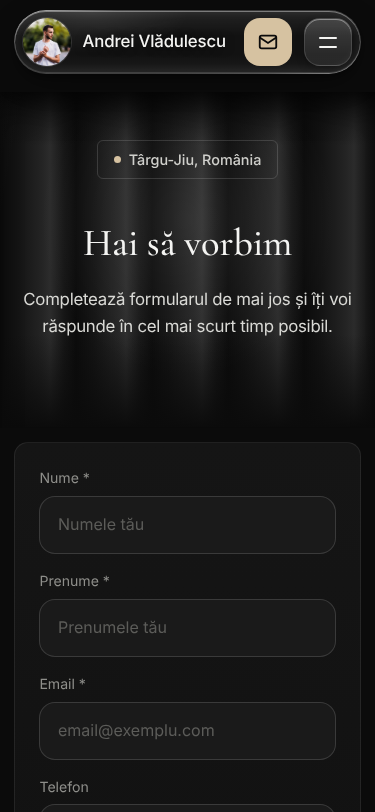 Andrei Vlădulescu
Târgu-Jiu, România
Hai să vorbim
Completează formularul de mai jos și îți voi
răspunde în cel mai scurt timp posibil.
Nume *
Numele tău
Prenume *
Prenumele tău
Email *
email@exemplu.com
Telefon